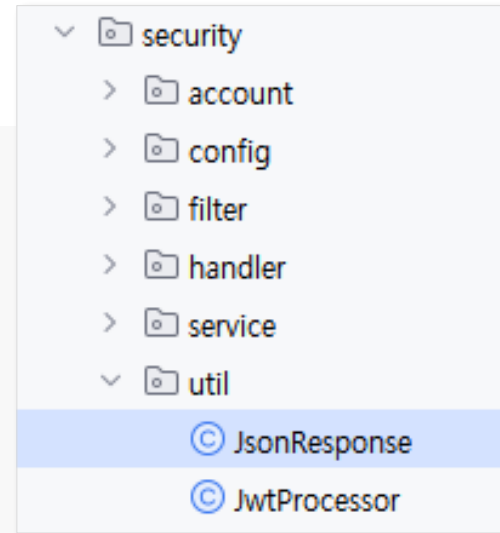 security
account
config
filter
handler
service
util
JsonResponse
JwtProcessor